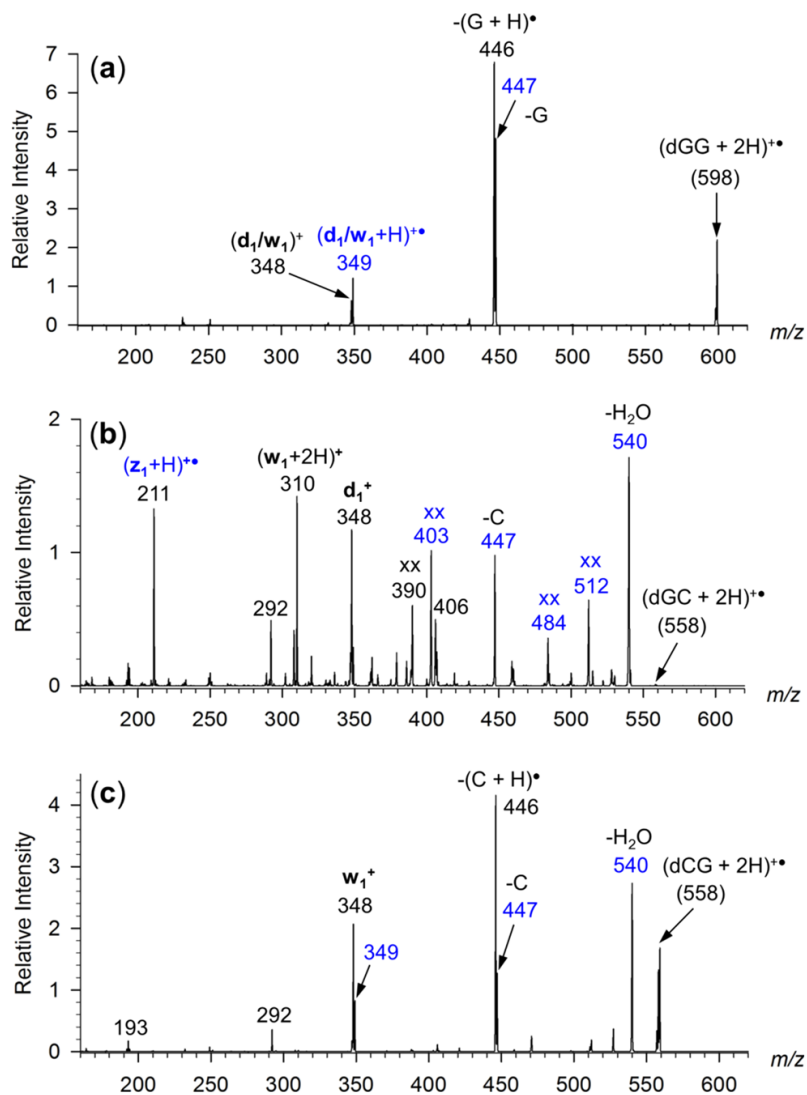 (a)
-(G + H)•
446
447
-G
(dGG + 2H)+•
(598)
(d1/w1)+
348
(d1/w1+H)+•
349
Relative Intensity
7
6
5
4
3
2
1
0
200 250 300 350 400 450 500 550 600
m/z
(b)
-H2O
540
(z1+H)+•
211
(w1+2H)+
310
d1+
348
xx
403
-C
447
xx
390
406
xx
512
xx
484
292
(dGC + 2H)+•
(558)
Relative Intensity
2
1
0
200 250 300 350 400 450 500 550 600
m/z
(c)
-(C + H)•
446
-H2O
540
(dCG + 2H)+•
(558)
w1+
348
-C
447
349
292
193
Relative Intensity
4
3
2
1
0
200 250 300 350 400 450 500 550 600
m/z